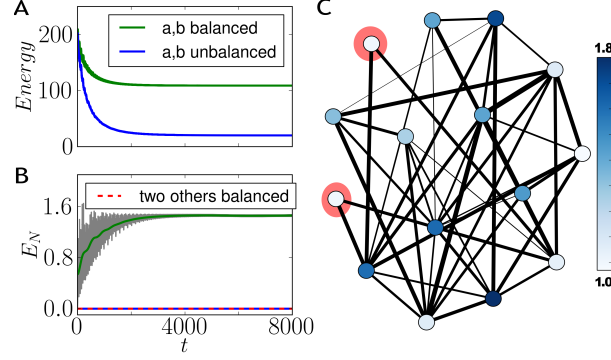 A
C
Energy
200
100
0
a,b balanced
a,b unbalanced
B
E_N
1.6
0.8
0.0
two others balanced
0
4000
8000
t
1.8
1.0